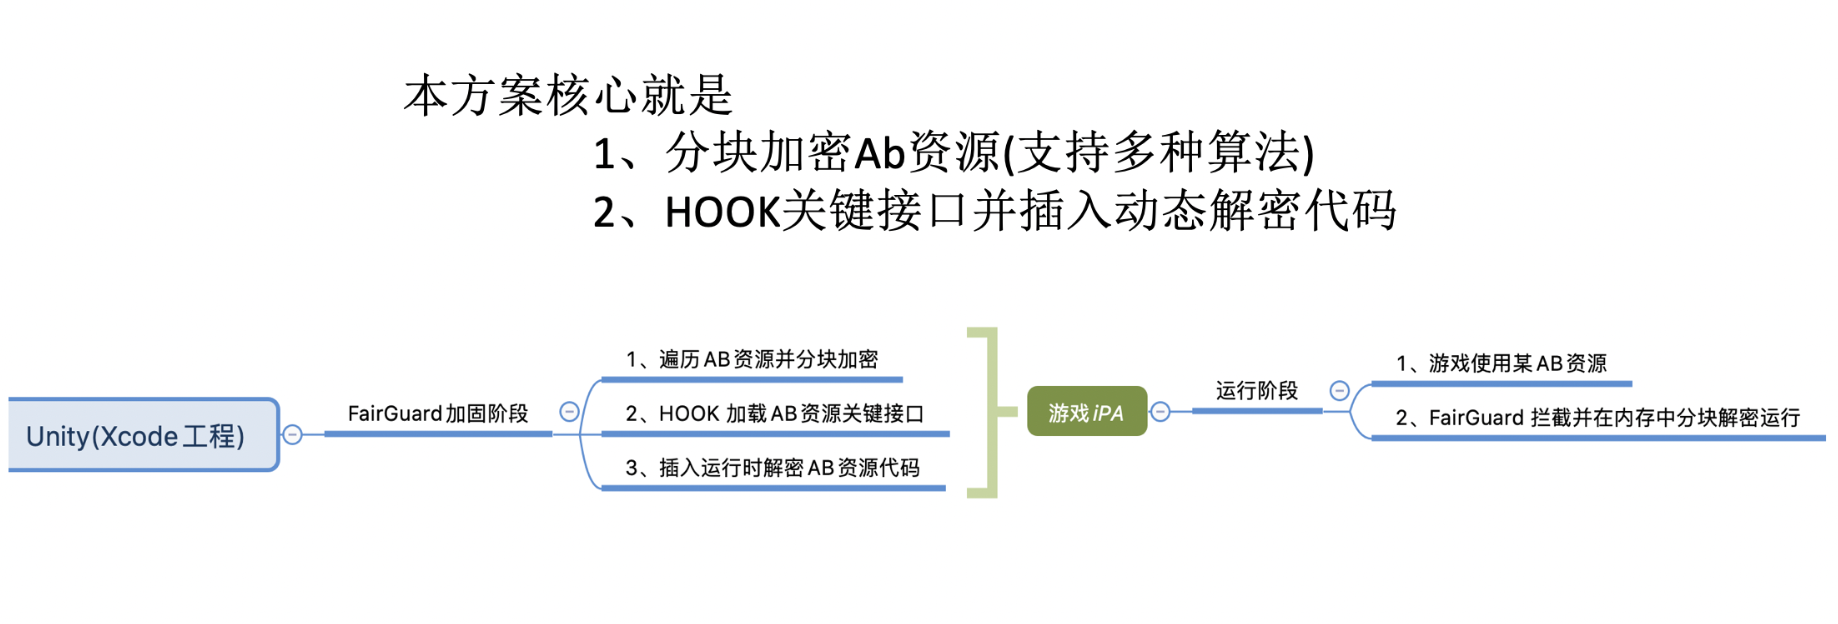 本方案核心就是
1、分块加密Ab资源(支持多种算法)
2、HOOK关键接口并插入动态解密代码
Unity(Xcode工程)
FairGuard加固阶段
1、遍历AB资源并分块加密
2、HOOK 加载AB资源关键接口
3、插入运行时解密AB资源代码
游戏iPA
运行阶段
1、游戏使用某AB资源
2、FairGuard 拦截并在内存中分块解密运行